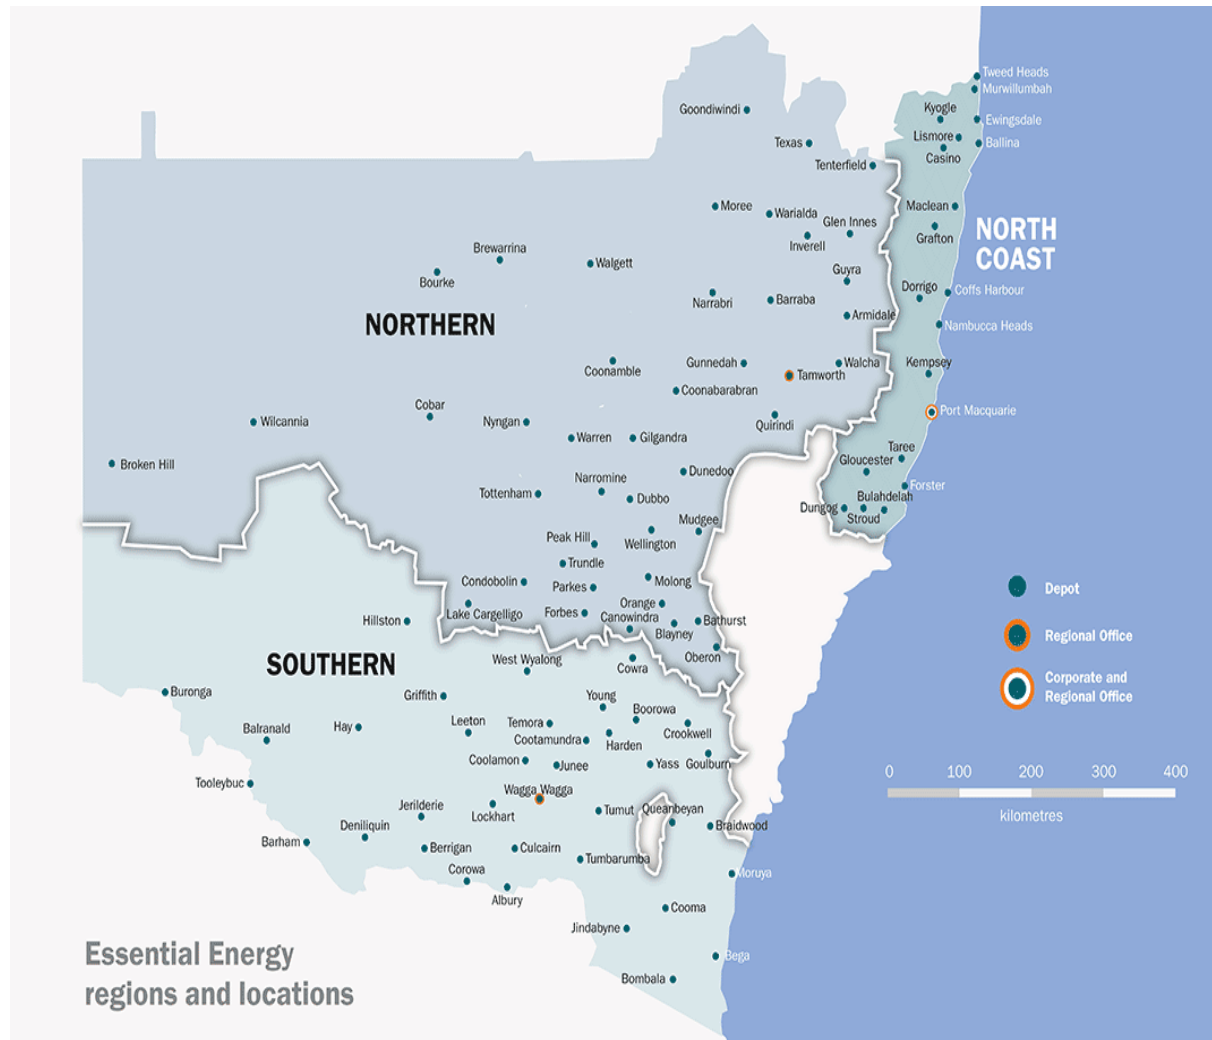 Tweed Heads
Murwillumbah
Goondiwindi
Kyogle
Ewingsdale
Lismore
Texas
Ballina
Casino
Tenterfield
Moree
Maclean
Warialda
Glen Innes
NORTH
COAST
Grafton
Inverell
Brewarrina
Walgett
Guyra
Bourke
Dorrigo
Coffs Harbour
Narrabri
Barraba
Armidale
NORTHERN
Nambucca Heads
Gunnedah
Walcha
Kempsey
Coonamble
Tamworth
Coonabarabran
Cobar
Port Macquarie
Wilcannia
Nyngan
Quirindi
Warren
Gilgandra
Taree
Gloucester
Broken Hill
Dunedoo
Narromine
Forster
Tottenham
Dubbo
Bulahdelah
Dungog
Stroud
Mudgee
Peak Hill
Wellington
Trundle
Condobolin
Parkes
Molong
Depot
Orange
Lake Cargelligo
Forbes
Canowindra
Hillston
Bathurst
Blayney
Regional Office
Oberon
West Wyalong
SOUTHERN
Cowra
Corporate and
Regional Office
Buronga
Griffith
Young
Boorowa
Leeton
Temora
Balranald
Hay
Crookwell
Cootamundra
Harden
Coolamon
Junee
Yass
Goulburn
0 100 200 300 400
kilometres
Tooleybuc
Wagga Wagga
Jerilderie
Lockhart
Tumut
Queanbeyan
Deniliquin
Braidwood
Barham
Berrigan
Culcairn
Tumbarumba
Corowa
Moruya
Albury
Cooma
Jindabyne
Essential Energy
regions and locations
Bega
Bombala